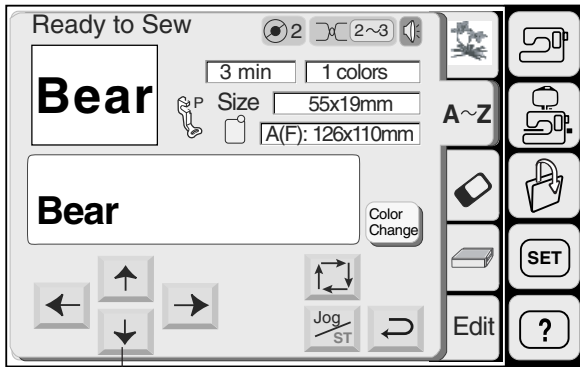 Ready to Sew
2
2~3
Bear
3 min
1 colors
P
Size
55x19mm
A(F): 126x110mm
A~Z
Bear
Color
Change
SET
Jog
ST
Edit
?